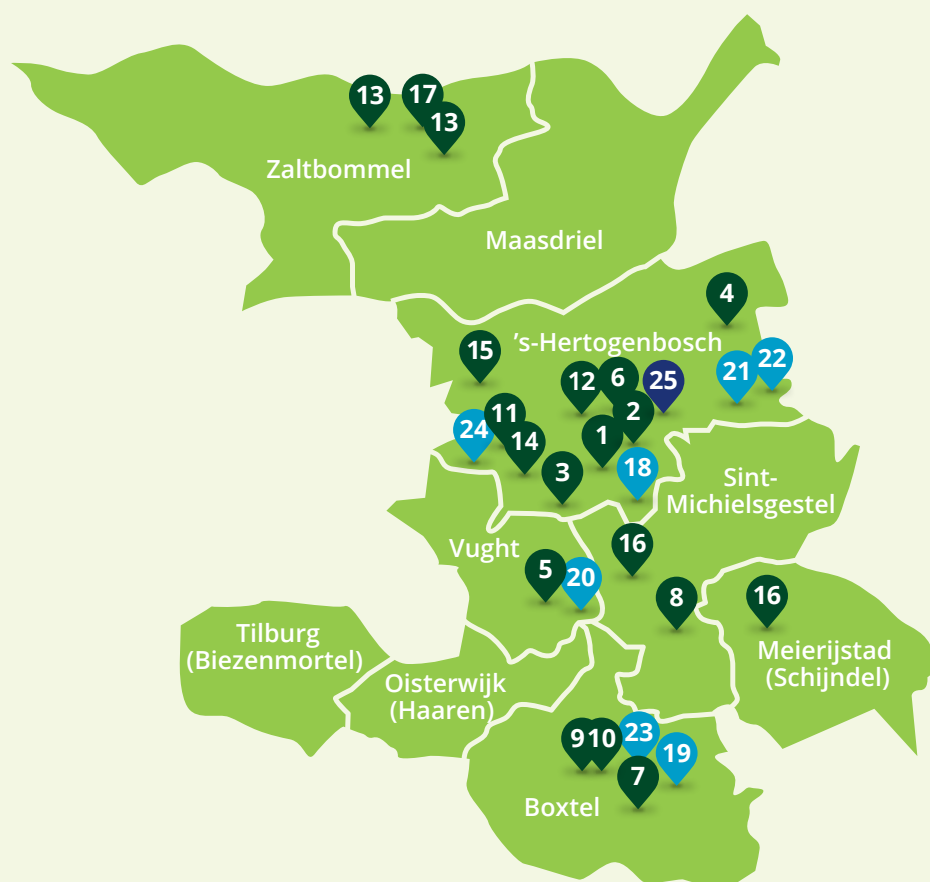 13
17
13
Zaltbommel
Maasdriel
4
’s-Hertogenbosch
15
12
6
25
21
22
11
2
24
14
1
3
18
Sint-
Michielsgestel
Vught
16
5
20
8
16
Tilburg
(Biezenmortel)
Meierijstad
(Schijndel)
Oisterwijk
(Haaren)
9
10
23
19
7
Boxtel